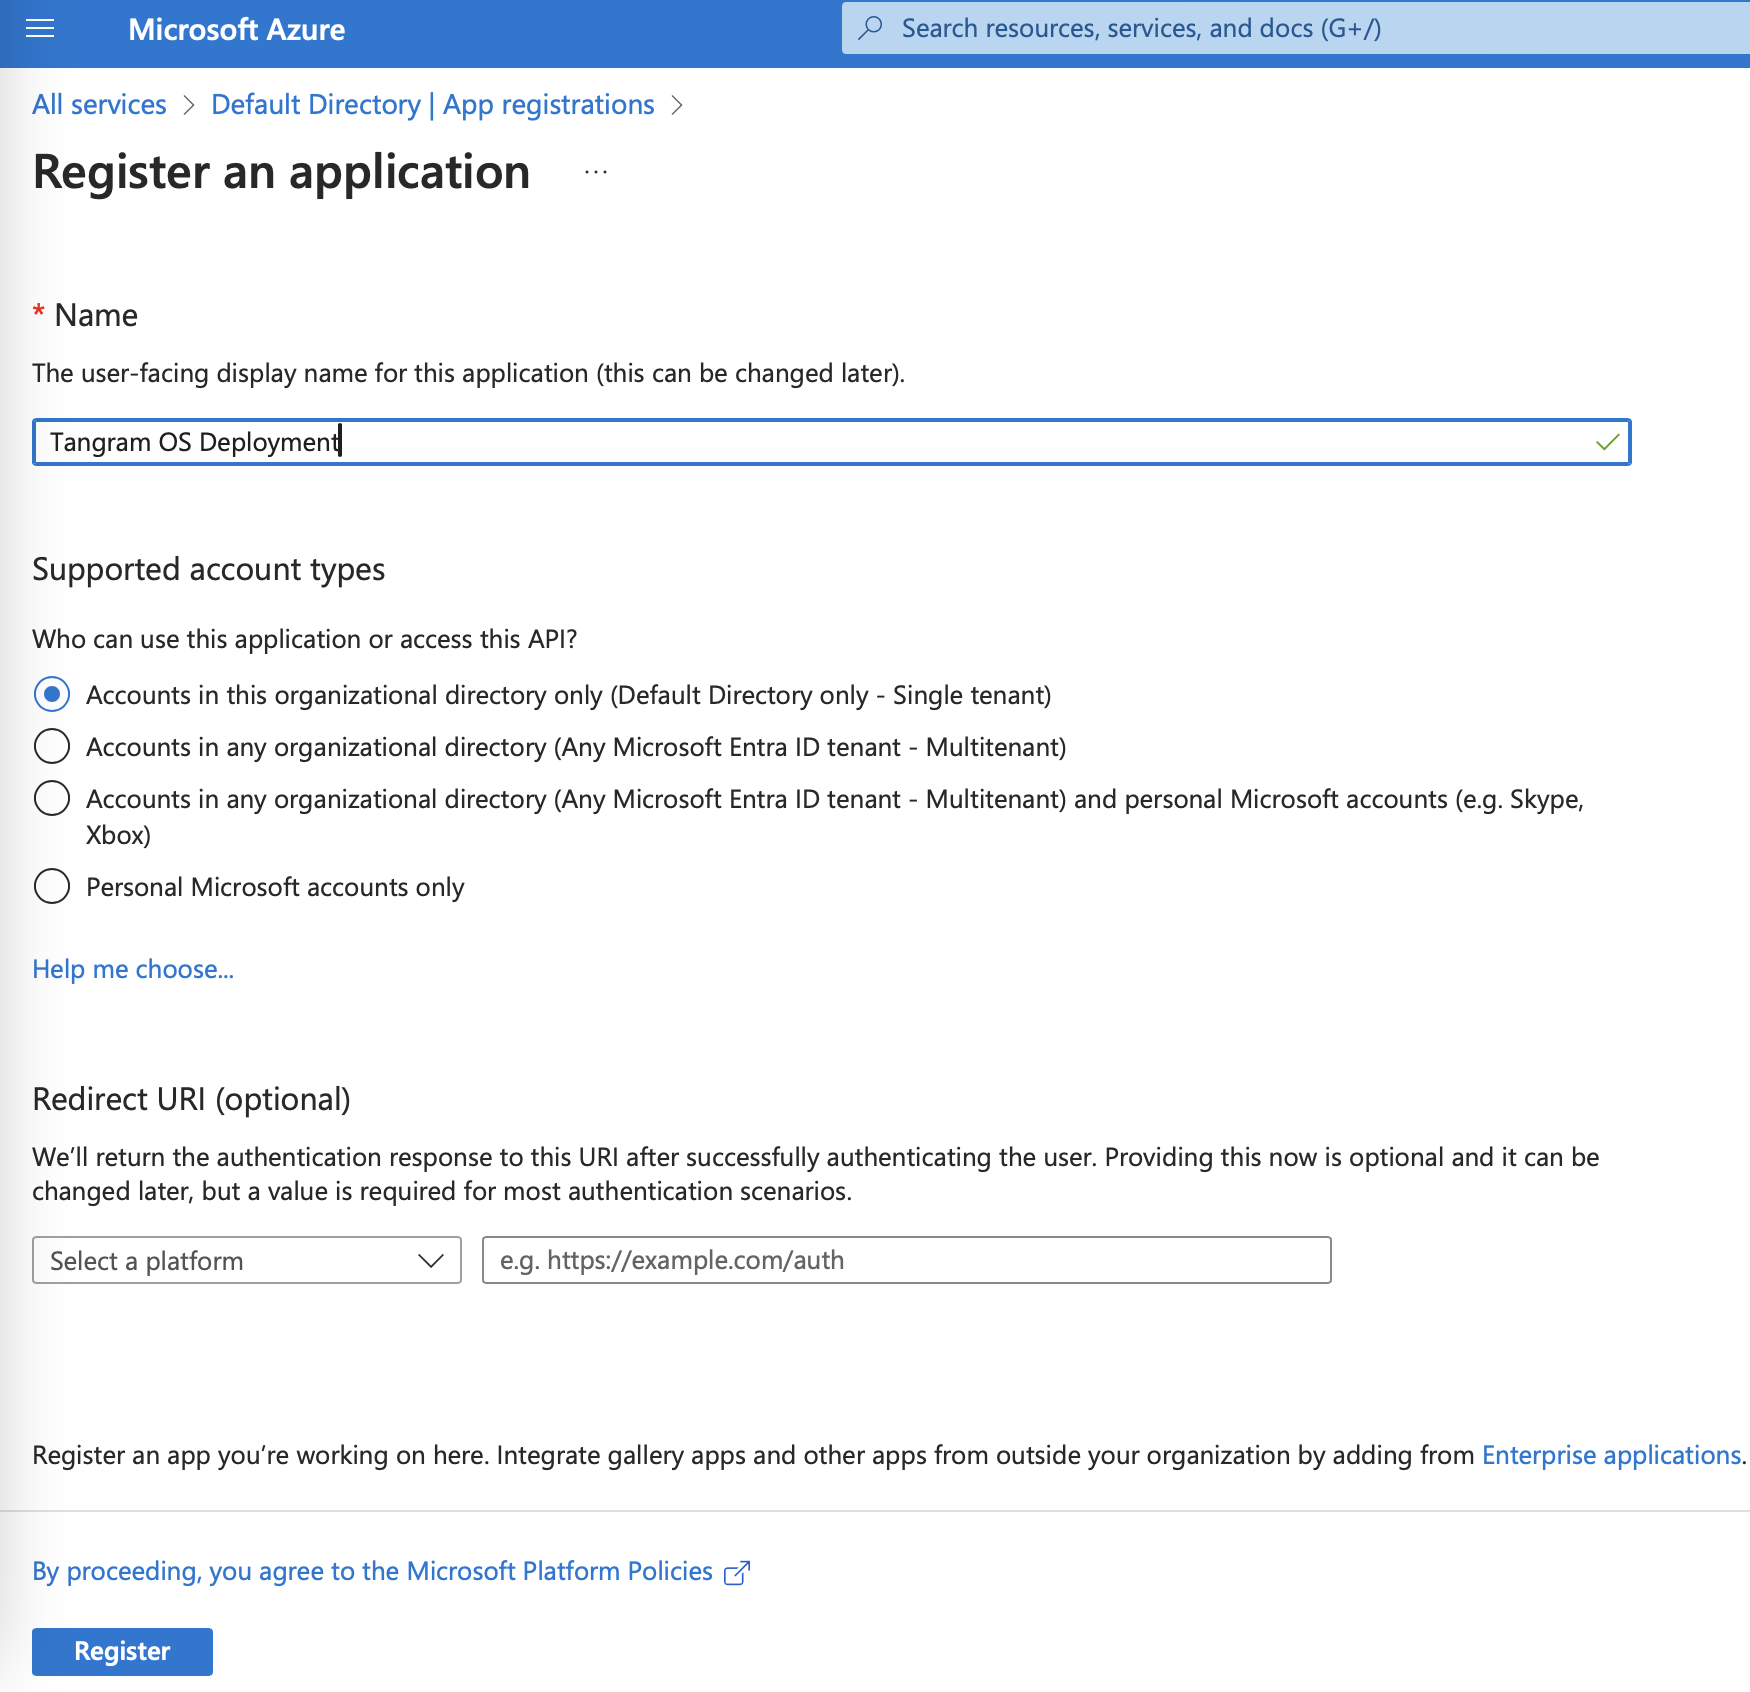 Microsoft Azure
Search resources, services, and docs (G+/)
All services > Default Directory | App registrations >
Register an application ...
* Name
The user-facing display name for this application (this can be changed later).
Tangram OS Deployment
Supported account types
Who can use this application or access this API?
Accounts in this organizational directory only (Default Directory only - Single tenant)
Accounts in any organizational directory (Any Microsoft Entra ID tenant - Multitenant)
Accounts in any organizational directory (Any Microsoft Entra ID tenant - Multitenant) and personal Microsoft accounts (e.g. Skype,
Xbox)
Personal Microsoft accounts only
Help me choose...
Redirect URI (optional)
We’ll return the authentication response to this URI after successfully authenticating the user. Providing this now is optional and it can be
changed later, but a value is required for most authentication scenarios.
Select a platform
e.g. https://example.com/auth
Register an app you’re working on here. Integrate gallery apps and other apps from outside your organization by adding from Enterprise applications.
By proceeding, you agree to the Microsoft Platform Policies
Register